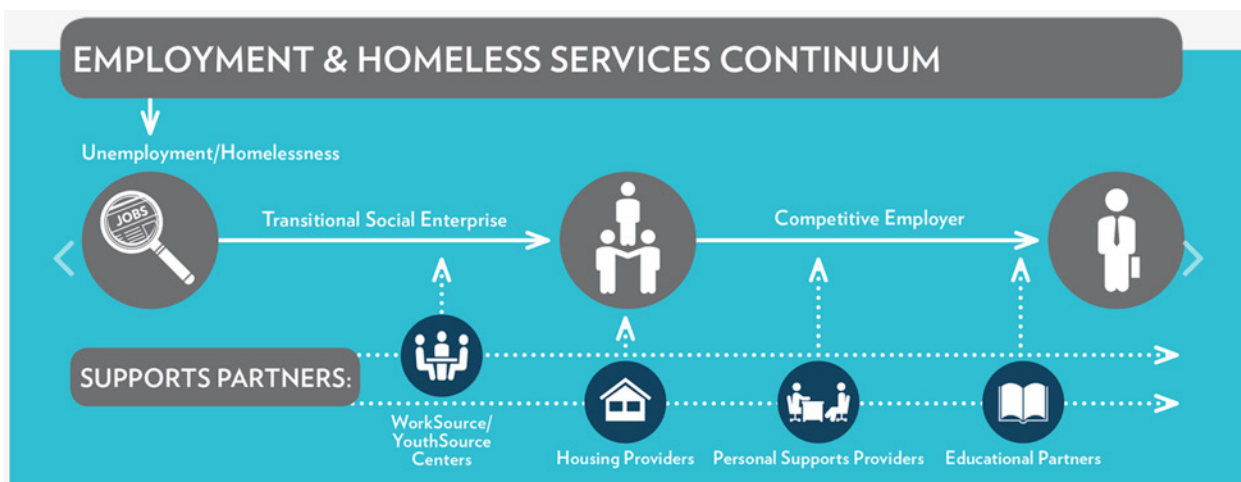 EMPLOYMENT & HOMELESS SERVICES CONTINUUM
Unemployment/Homelessness
JOBS
Transitional Social Enterprise
Competitive Employer
SUPPORTS PARTNERS:
WorkSource/
YouthSource
Centers
Housing Providers
Personal Supports Providers
Educational Partners